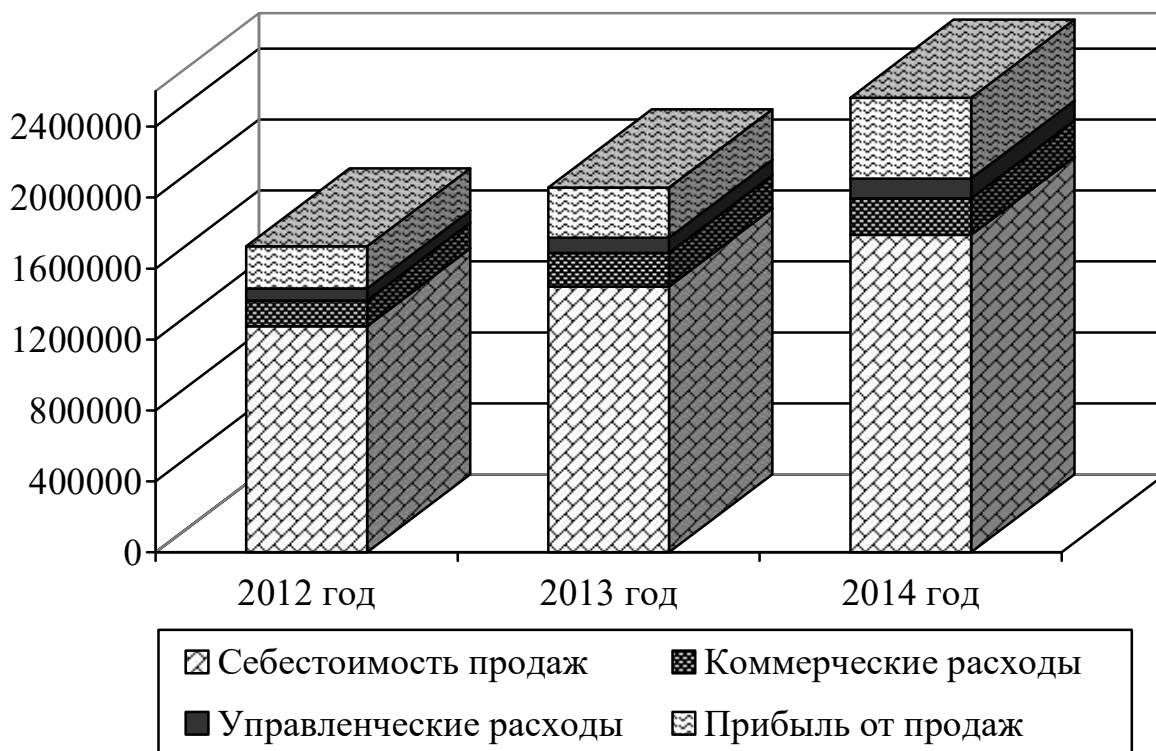 2400000
2000000
1600000
1200000
800000
400000
0
2012 год 2013 год 2014 год
Себестоимость продаж Коммерческие расходы
Управленческие расходы Прибыль от продаж